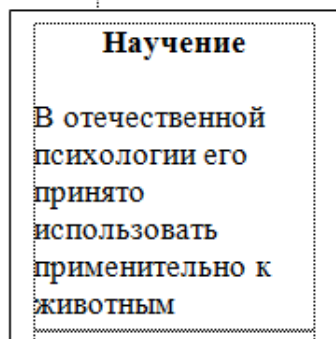 Научение
В отечественной
психологии его
принято
использовать
применительно к
животным